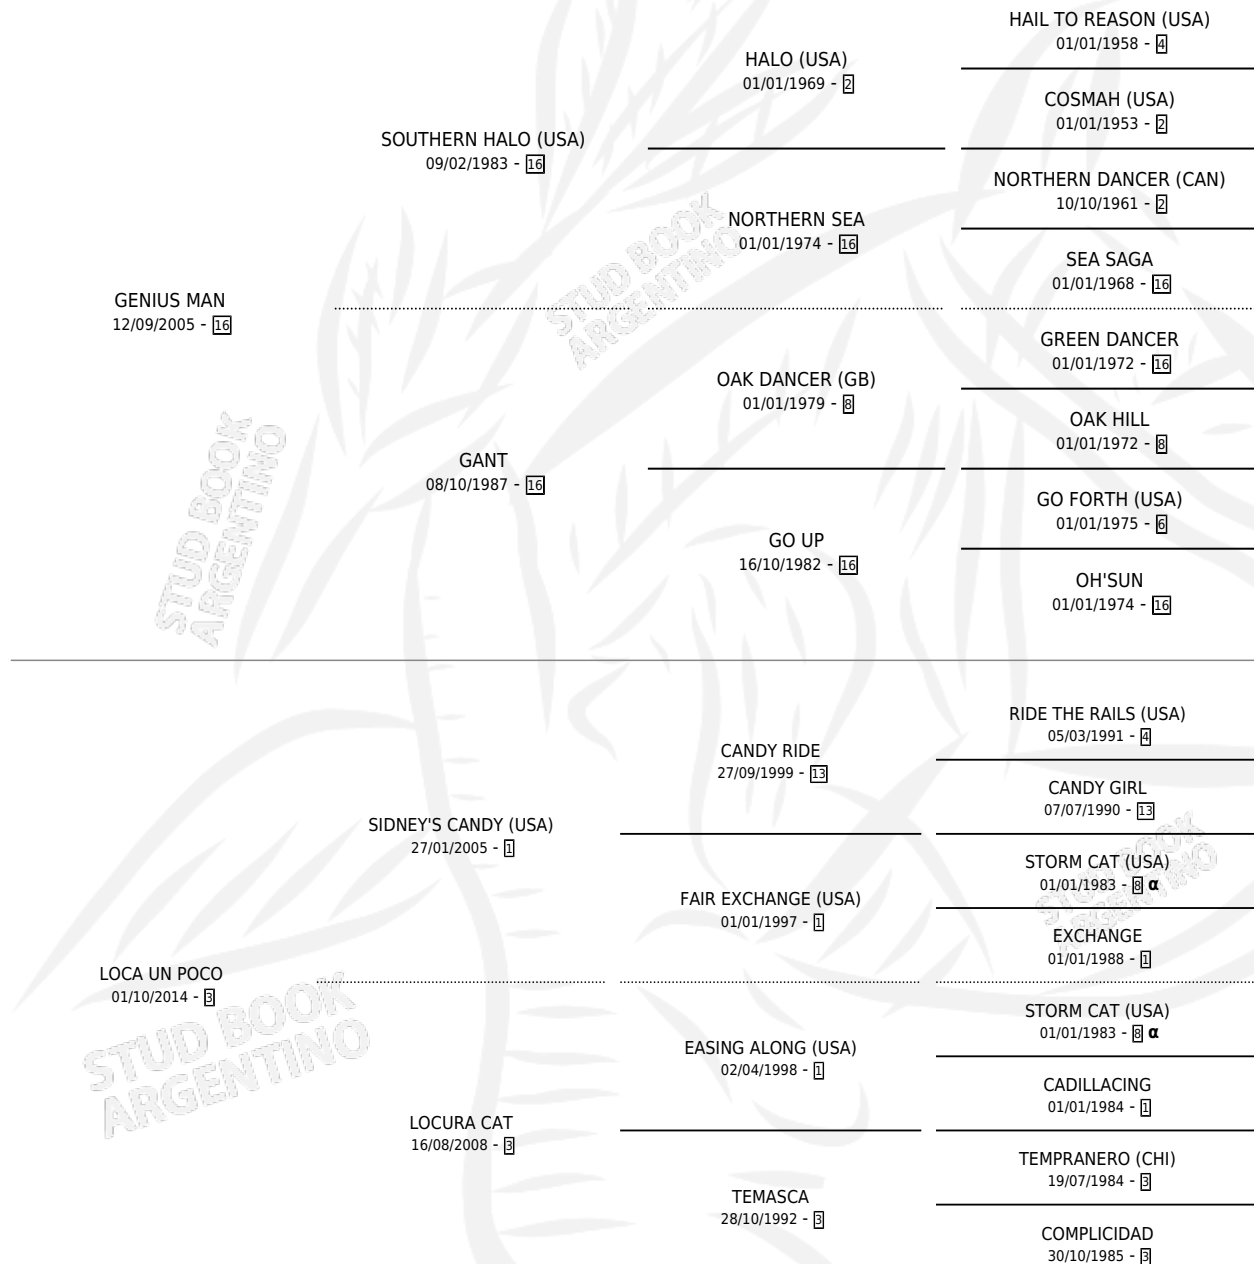 HAIL TO REASON (USA)
01/01/1958 - 4
HALO (USA)
01/01/1969 - 2
COSMAH (USA)
01/01/1953 - 2
SOUTHERN HALO (USA)
09/02/1983 - 16
NORTHERN DANCER (CAN)
10/10/1961 - 2
NORTHERN SEA
01/01/1974 - 16
SEA SAGA
01/01/1968 - 16
STUD BOOK
ARGENTINO
GENIUS MAN
12/09/2005 - 16
GREEN DANCER
01/01/1972 - 16
OAK DANCER (GB)
01/01/1979 - 8
OAK HILL
01/01/1972 - 8
GANT
08/10/1987 - 16
GO FORTH (USA)
01/01/1975 - 6
GO UP
16/10/1982 - 16
OH'SUN
01/01/1974 - 16
STUD BOOK
ARGENTINO
RIDE THE RAILS (USA)
05/03/1991 - 4
CANDY RIDE
27/09/1999 - 13
CANDY GIRL
07/07/1990 - 13
SIDNEY'S CANDY (USA)
27/01/2005 - 1
STORM CAT (USA)
01/01/1983 - 8 α
STUD BOOK
ARGENTINO
FAIR EXCHANGE (USA)
01/01/1997 - 1
EXCHANGE
01/01/1988 - 1
LOCA UN POCO
01/10/2014 - 3
STUD BOOK
ARGENTINO
STORM CAT (USA)
01/01/1983 - 8 α
EASING ALONG (USA)
02/04/1998 - 1
CADILLACING
01/01/1984 - 1
LOCURA CAT
16/08/2008 - 3
TEMPRANERO (CHI)
19/07/1984 - 3
TEMASCA
28/10/1992 - 3
COMPLICIDAD
30/10/1985 - 3